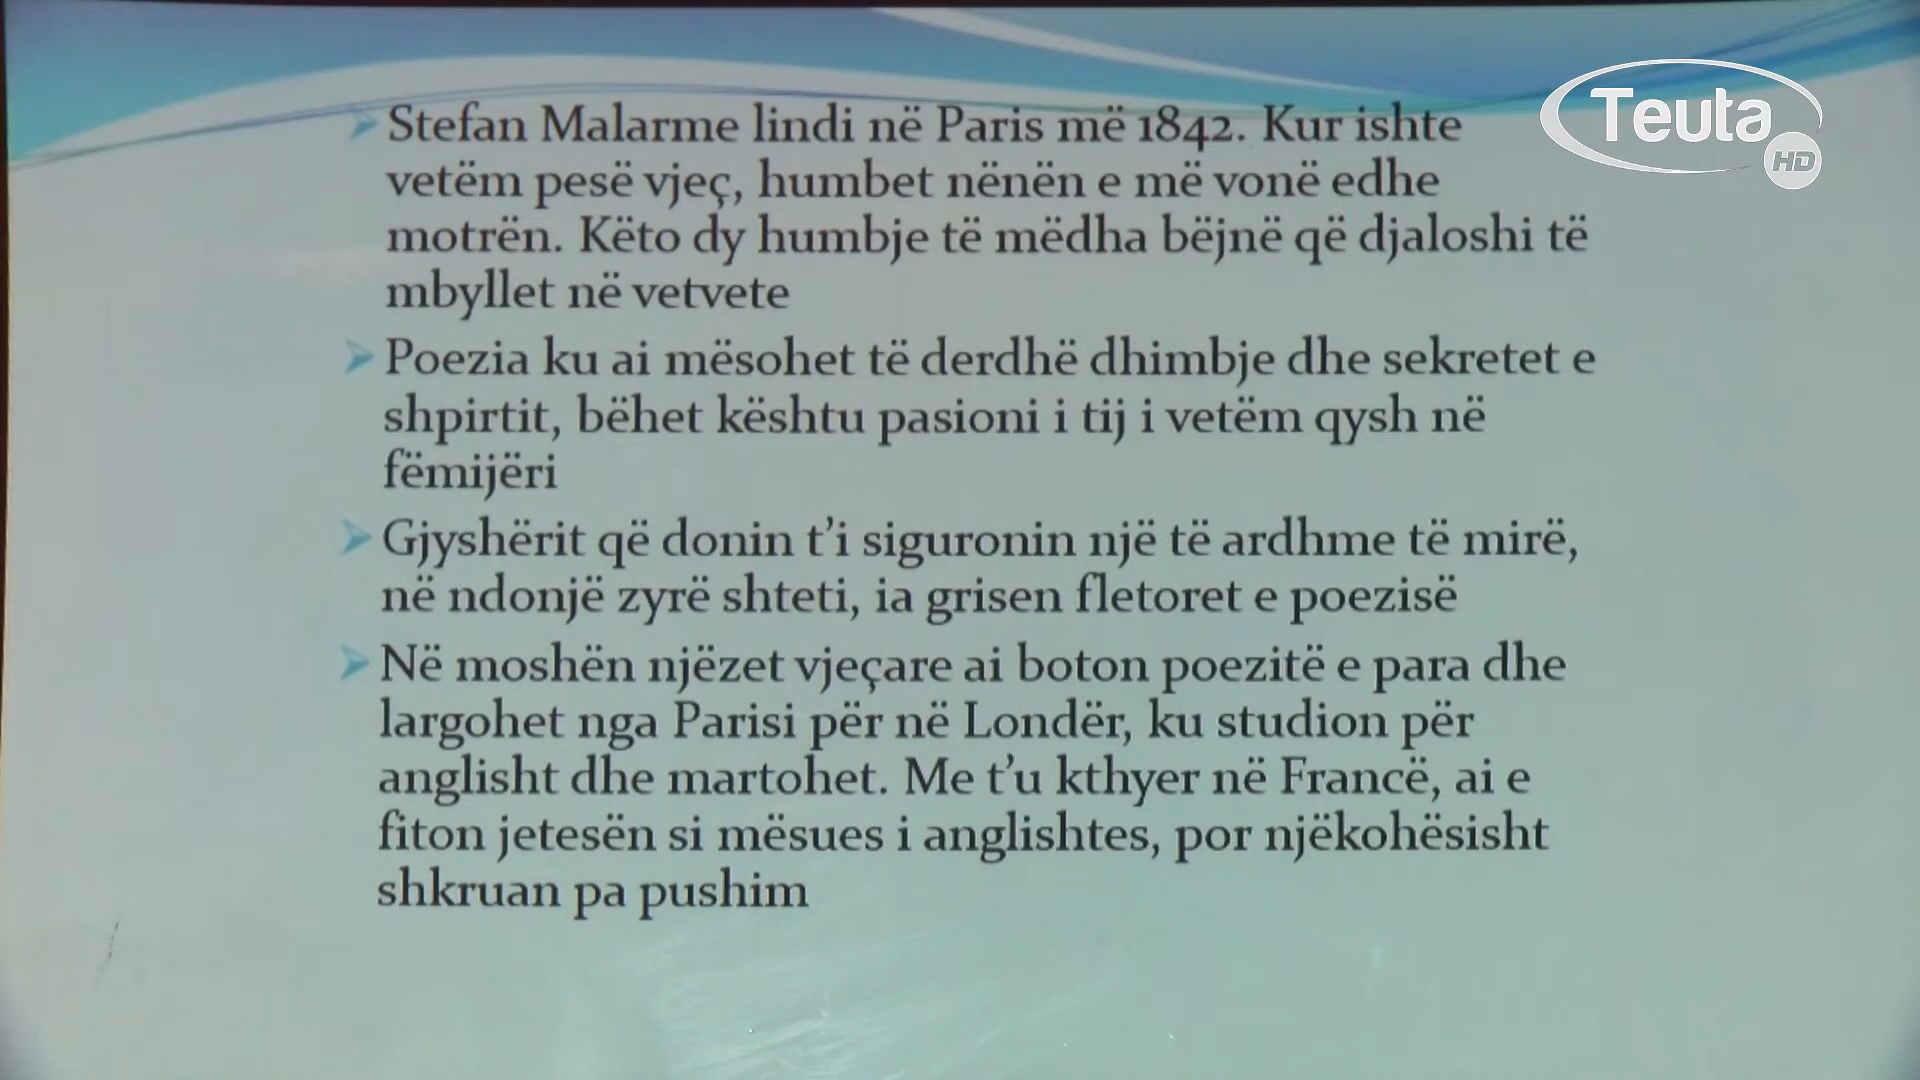 Stefan Malarme lindi në Paris më 1842. Kur ishte
vetëm pesë vjeç, humbet nënën e më vonë edhe
motrën. Këto dy humbje të mëdha bëjnë që djaloshi të
mbyllet në vetvete
Poezia ku ai mësohet të derdhë dhimbje dhe sekretet e
shpirtit, bëhet kështu pasioni i tij i vetëm qysh në
fëmijëri
Gjyshërit që donin t’i siguronin një të ardhme të mirë,
në ndonjë zyrë shteti, ia grisen fletoret e poezisë
Në moshën njëzet vjeçare ai boton poezitë e para dhe
largohet nga Parisi për në Londër, ku studion për
anglisht dhe martohet. Me t’u kthyer në Francë, ai e
fiton jetesën si mësues i anglishtes, por njëkohësisht
shkruan pa pushim
Teuta
HD